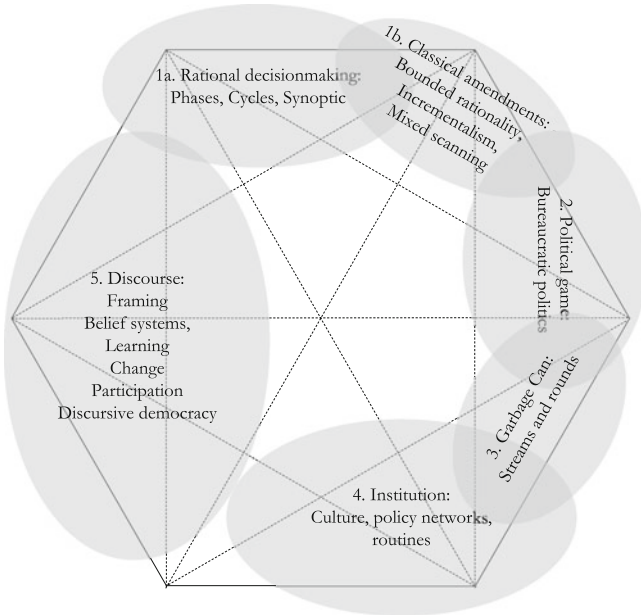 1a. Rational decisionmaking:
Phases, Cycles, Synoptic
1b. Classical amendments:
Bounded rationality,
Incrementalism,
Mixed scanning
2. Political game:
Bureaucratic politics
3. Garbage Can:
Streams and rounds
4. Institution:
Culture, policy networks,
routines
5. Discourse:
Framing
Belief systems,
Learning
Change
Participation
Discursive democracy